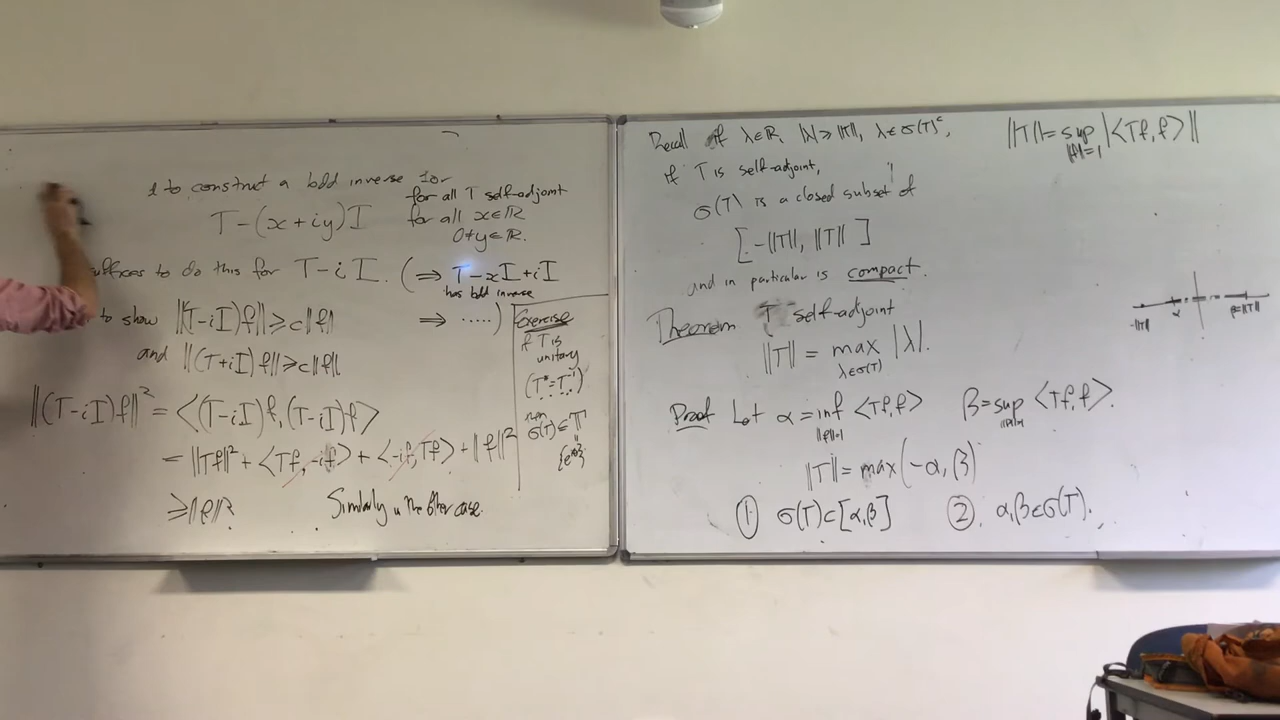 to construct a bdd inverse for
for all T self-adjoint
T-(x+iy)I for all x∈ℝ
0≠y∈ℝ.
suffices to do this for T-iI. (⟹ T-xI+iI
has bdd inverse
to show ‖(T-iI)f‖≥c‖f‖ ⟹ .....)
and ‖(T+iI)f‖≥c‖f‖
‖(T-iI)f‖² = <(T-iI)f,(T-iI)f>
= ‖Tf‖² + <Tf,-if> + <-if,Tf> + ‖f‖²
≥‖f‖².
Similarly in the other case.
Exercise
if T is
unitary
(T*=T⁻¹)
then
σ(T)⊂𝕋
=
Recall if λ∈ℝ, |λ|≥‖T‖, λ∈σ(T)ᶜ,
if T is self-adjoint,
σ(T) is a closed subset of
[-‖T‖, ‖T‖]
and in particular is compact.
‖T‖=sup |<Tf,f>‖
‖f‖=1
Theorem T self-adjoint
‖T‖ = max |λ|.
λ∈σ(T)
-‖T‖ α β=‖T‖
Proof Let α=inf <Tf,f> β=sup <Tf,f>.
‖f‖=1 ‖f‖=1
‖T‖ = max(-α, β)
① σ(T)⊂[α,β] ② α,β∈σ(T).